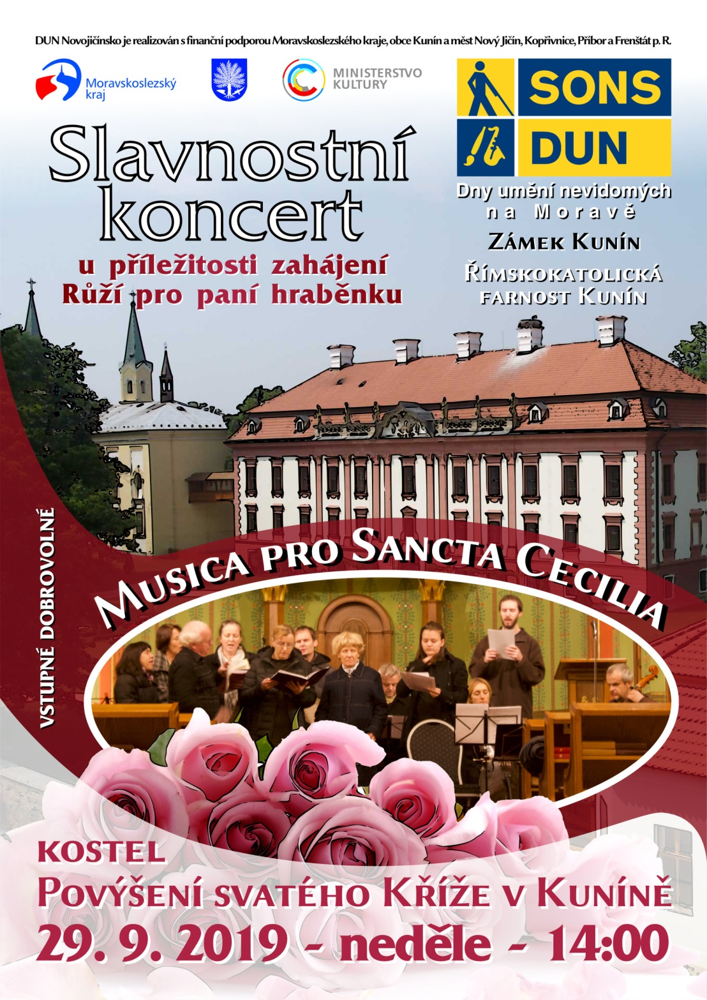 DUN Novojičínsko je realizován s finanční podporou Moravskoslezského kraje, obce Kunín a měst Nový Jičín, Kopřivnice, Příbor a Frenštát p. R.
Moravskoslezský
kraj
MINISTERSTVO
KULTURY
SONS
DUN
Dny umění nevidomých
na Moravě
Zámek Kunín
Římskokatolická
farnost Kunín
Slavnostní
koncert
u příležitosti zahájení
Růží pro paní hraběnku
VSTUPNÉ DOBROVOLNÉ
Musica pro Sancta Cecilia
kostel
Povýšení svatého Kříže v Kuníně
29. 9. 2019 - neděle - 14:00